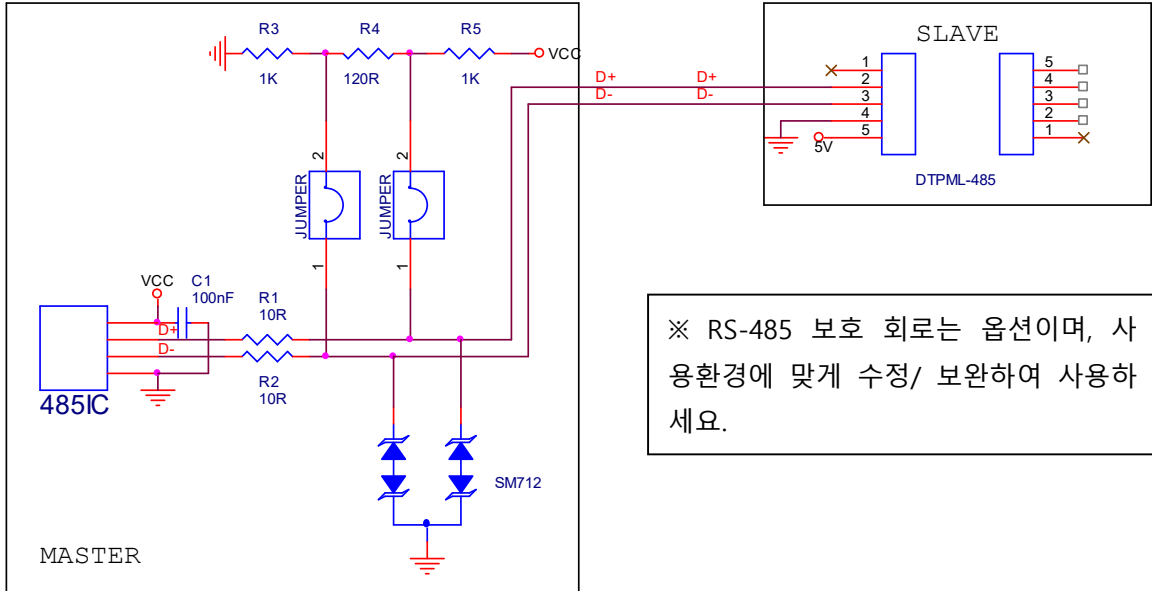 R3
R4
R5
VCC
1K
120R
1K
2
2
JUMPER
JUMPER
1
1
VCC
C1
100nF
R1
10R
D+
D-
R2
10R
485IC
SM712
MASTER
D+
D+
D-
D-
SLAVE
1
2
3
4
5
5V
5
4
3
2
1
DTPML-485
※ RS-485 보호 회로는 옵션이며, 사
용환경에 맞게 수정/ 보완하여 사용하
세요.